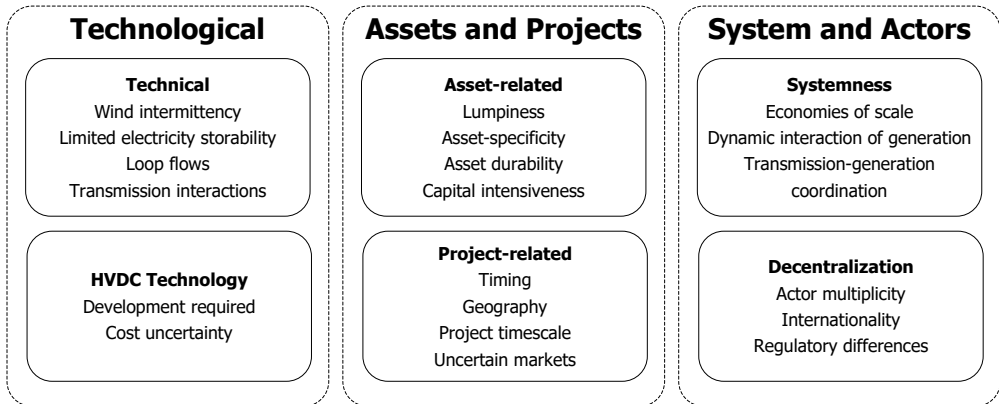 Technological
Technical
Wind intermittency
Limited electricity storability
Loop flows
Transmission interactions
HVDC Technology
Development required
Cost uncertainty
Assets and Projects
Asset-related
Lumpiness
Asset-specificity
Asset durability
Capital intensiveness
Project-related
Timing
Geography
Project timescale
Uncertain markets
System and Actors
Systemness
Economies of scale
Dynamic interaction of generation
Transmission-generation
coordination
Decentralization
Actor multiplicity
Internationality
Regulatory differences